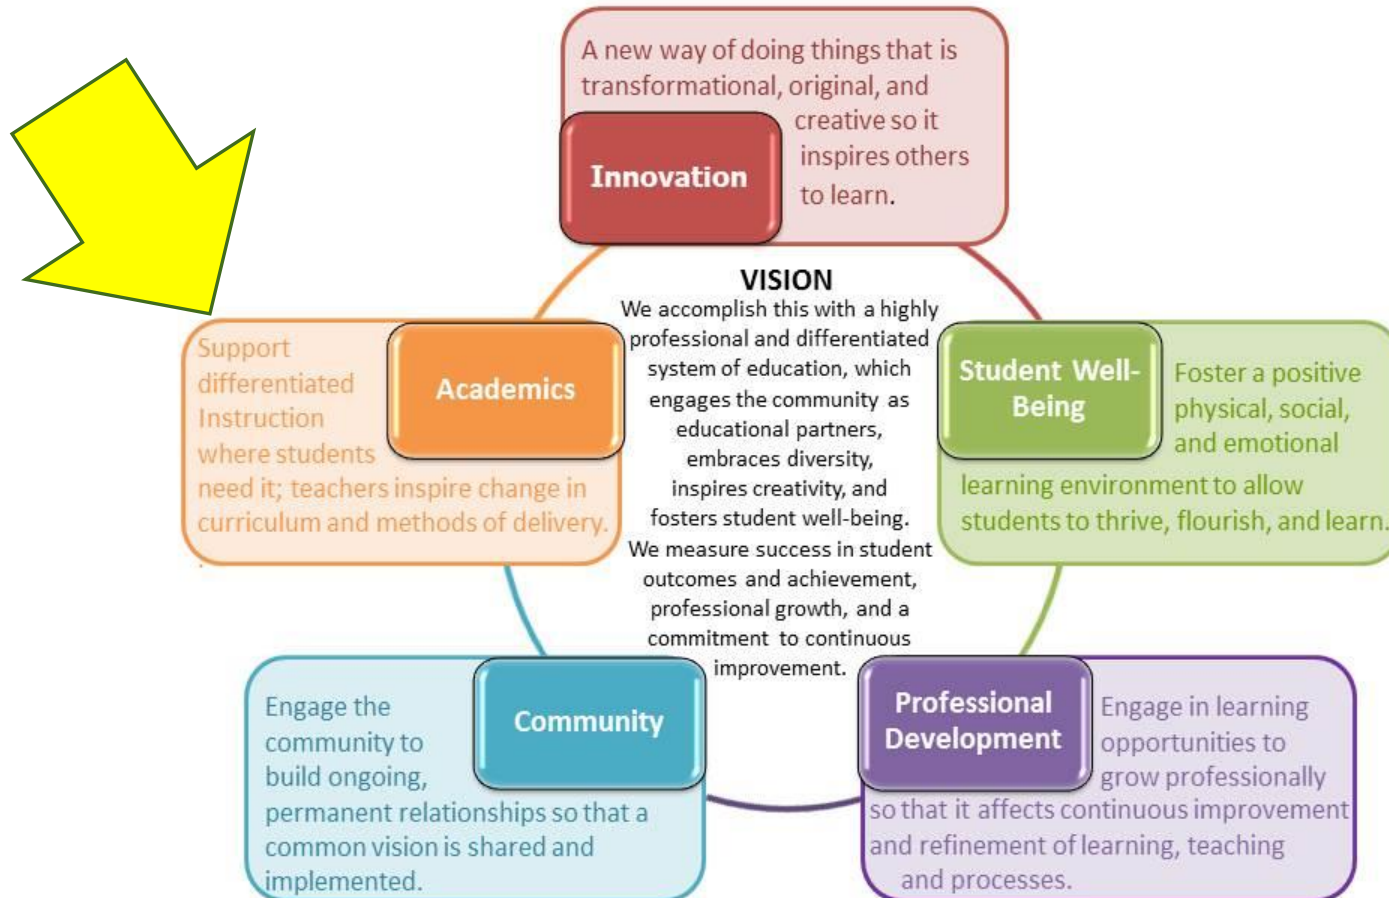 A new way of doing things that is
transformational, original, and
creative so it
inspires others
to learn.
Innovation
VISION
We accomplish this with a highly
professional and differentiated
system of education, which
engages the community as
educational partners,
embraces diversity,
inspires creativity, and
fosters student well-being.
We measure success in student
outcomes and achievement,
professional growth, and a
commitment to continuous
improvement.
Support
differentiated
Instruction
where students
need it; teachers inspire change in
curriculum and methods of delivery.
.
Academics
Student Well-
Being
Foster a positive
physical, social,
and emotional
learning environment to allow
students to thrive, flourish, and learn.
Engage the
community to
build ongoing,
permanent relationships so that a
common vision is shared and
implemented.
Community
Professional
Development
Engage in learning
opportunities to
grow professionally
so that it affects continuous improvement
and refinement of learning, teaching
and processes.